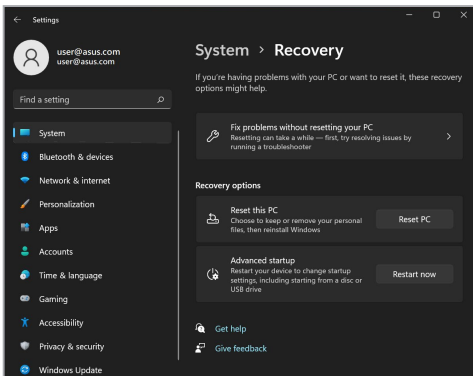 Settings
user@asus.com
user@asus.com
Find a setting
System
Bluetooth & devices
Network & internet
Personalization
Apps
Accounts
Time & language
Gaming
Accessibility
Privacy & security
Windows Update
System > Recovery
If you're having problems with your PC or want to reset it, these recovery
options might help.
Fix problems without resetting your PC
Resetting can take a while — first, try resolving issues by
running a troubleshooter
Recovery options
Reset this PC
Choose to keep or remove your personal
files, then reinstall Windows
Reset PC
Advanced startup
Restart your device to change startup
settings, including starting from a disc or
USB drive
Restart now
Get help
Give feedback